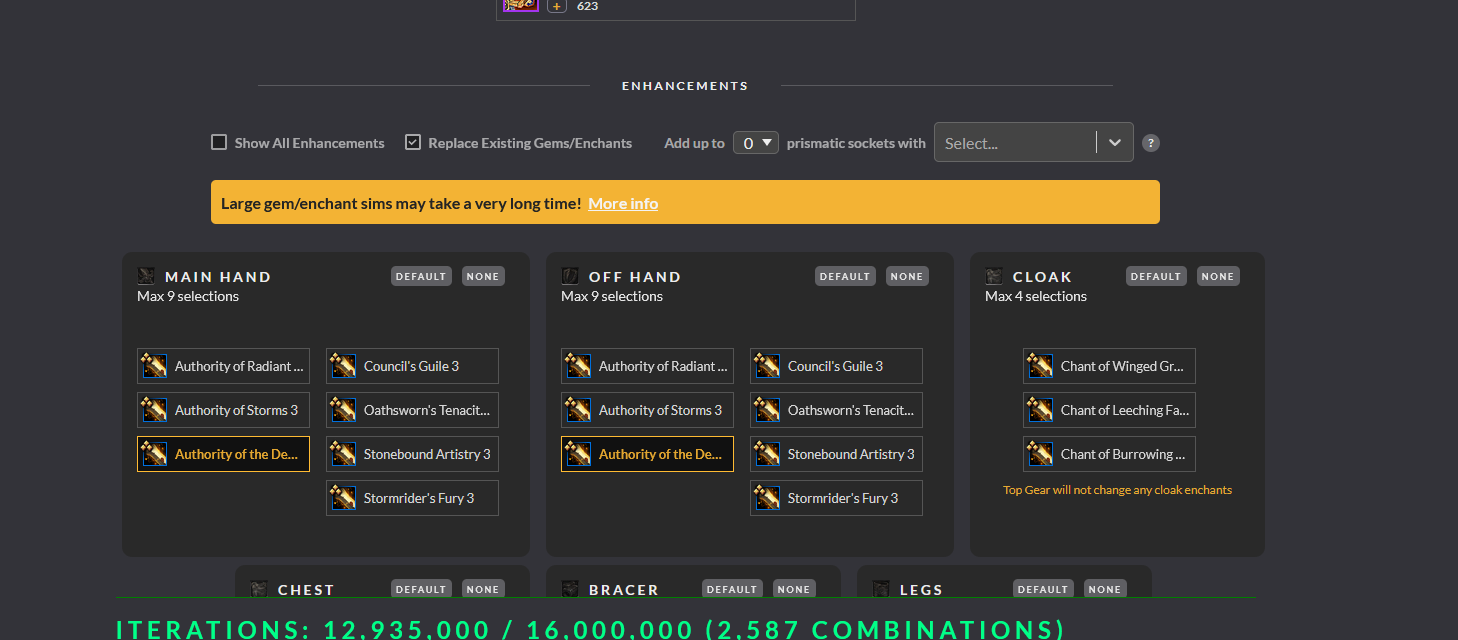 623
ENHANCEMENTS
Show All Enhancements Replace Existing Gems/Enchants Add up to 0 prismatic sockets with Select... ?
Large gem/enchant sims may take a very long time! More info
MAIN HAND DEFAULT NONE
Max 9 selections
Authority of Radiant ... Council's Guile 3
Authority of Storms 3 Oathsworn's Tenacit...
Authority of the De... Stonebound Artistry 3
Stormrider's Fury 3
OFF HAND DEFAULT NONE
Max 9 selections
Authority of Radiant ... Council's Guile 3
Authority of Storms 3 Oathsworn's Tenacit...
Authority of the De... Stonebound Artistry 3
Stormrider's Fury 3
CLOAK DEFAULT NONE
Max 4 selections
Chant of Winged Gr...
Chant of Leeching Fa...
Chant of Burrowing ...
Top Gear will not change any cloak enchants
CHEST DEFAULT NONE
BRACER DEFAULT NONE
LEGS DEFAULT NONE
ITERATIONS: 12,935,000 / 16,000,000 (2,587 COMBINATIONS)